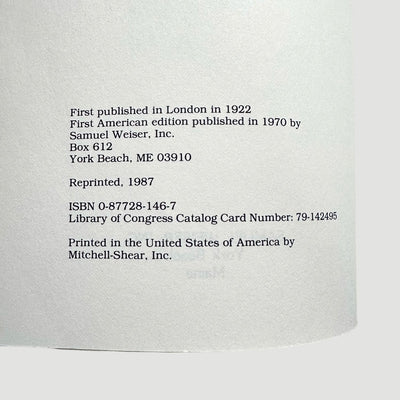 First published in London in 1922
First American edition published in 1970 by
Samuel Weiser, Inc.
Box 612
York Beach, ME 03910
Reprinted, 1987
ISBN 0-87728-146-7
Library of Congress Catalog Card Number: 79-142495
Printed in the United States of America by
Mitchell-Shear, Inc.